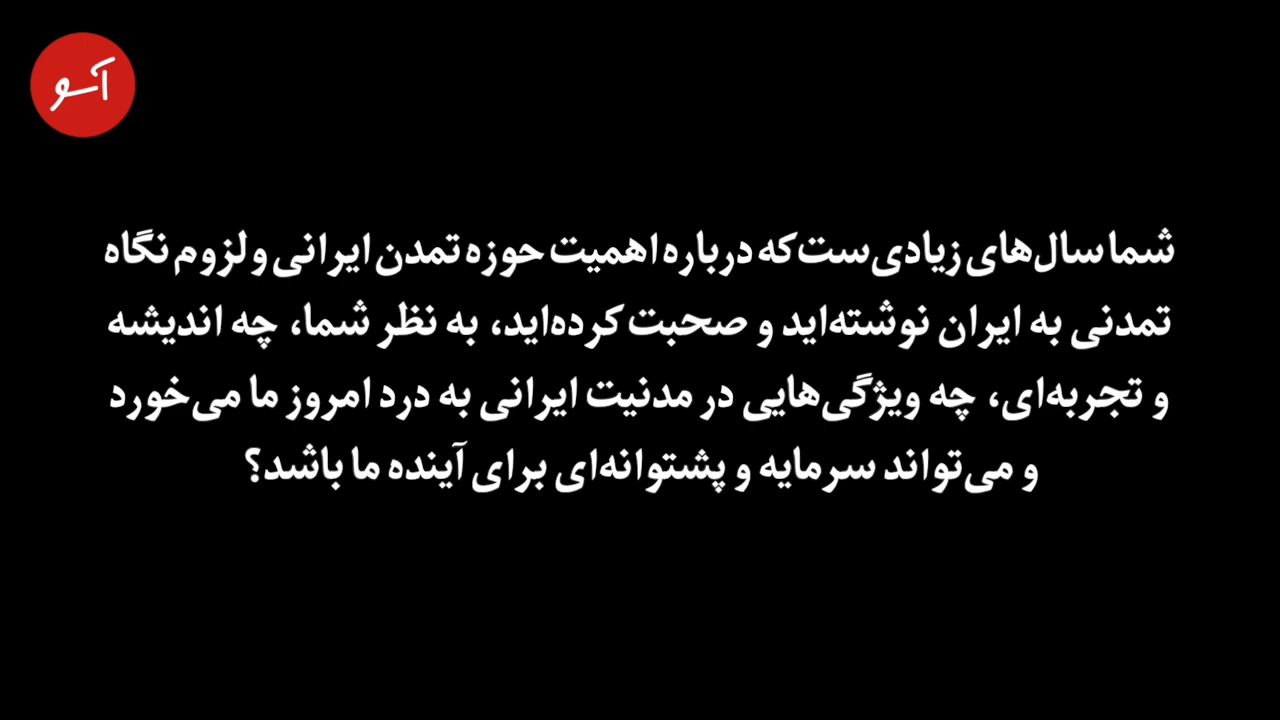 آسو
شما سال‌های زیادی‌ست که درباره اهمیت حوزه تمدن ایرانی و لزوم نگاه
تمدنی به ایران نوشته‌اید و صحبت کرده‌اید، به نظر شما، چه اندیشه
و تجربه‌ای، چه ویژگی‌هایی در مدنیت ایرانی به درد امروز ما می‌خورد
و می‌تواند سرمایه و پشتوانه‌ای برای آینده ما باشد؟